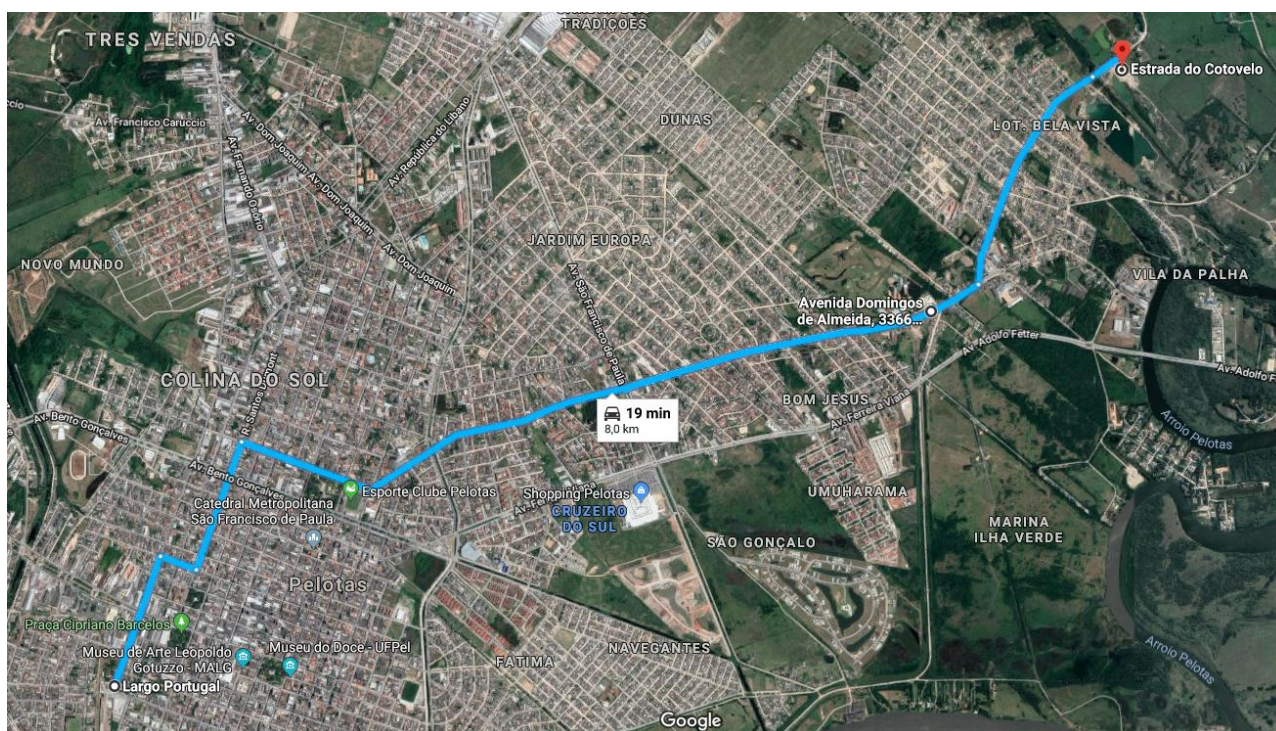 TRADIÇOES
TRES VENDAS
Estrada do Cotovelo
Av. Francisco Caruccio
Av. Dom Joaquim
Av. Dom Joaquim
Av. República do Líbano
DUNAS
LOT. BELA VISTA
Av. Fernando Osório
Av. Dom Joaquim
JARDIM EUROPA
NOVO MUNDO
VILA DA PALHA
Avenida Domingos
de Almeida, 3366...
Av. São Francisco de Paula
Av. Adolfo Fetter
Av. Adolfo F
COLINA DO SOL
BOM JESUS
19 min
8,0 km
Av. Ferreira Viana
Av. Bento Gonçalves
Arroio Pelotas
Av. Bento Gonçalves
Esporte Clube Pelotas
Shopping Pelotas
CRUZEIRO
DO SUL
UMUHARAMA
Catedral Metropolitana
São Francisco de Paula
MARINA
ILHA VERDE
SÃO GONÇALO
Pelotas
Praça Cipriano Barcelos
Museu de Arte Leopoldo
Gotuzzo - MALG
Museu do Doce - UFPel
NAVEGANTES
FATIMA
Arroio Pelotas
Largo Portugal
Google